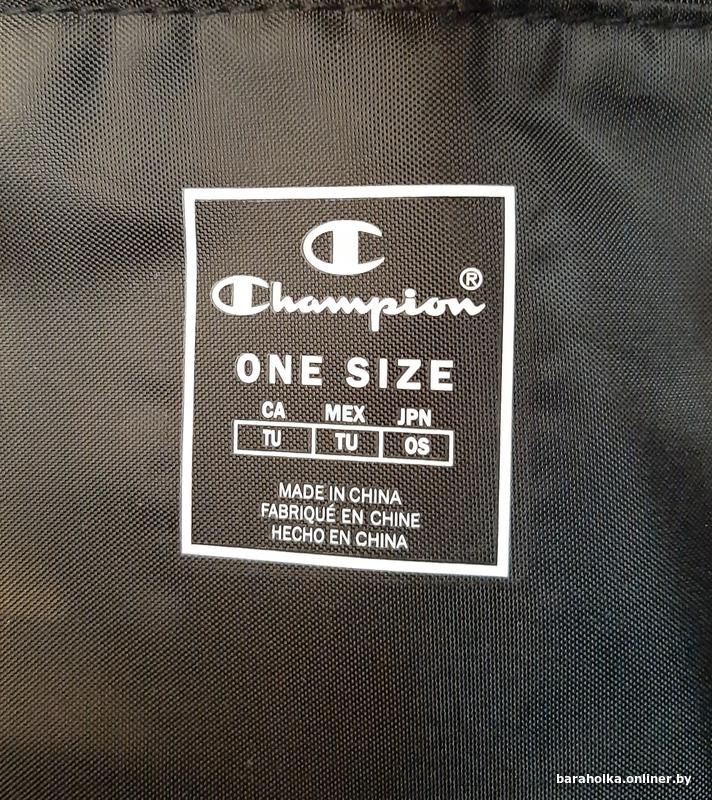 Champion®
ONE SIZE
CA MEX JPN
TU TU OS
MADE IN CHINA
FABRIQUÉ EN CHINE
HECHO EN CHINA
baraholka.onliner.by